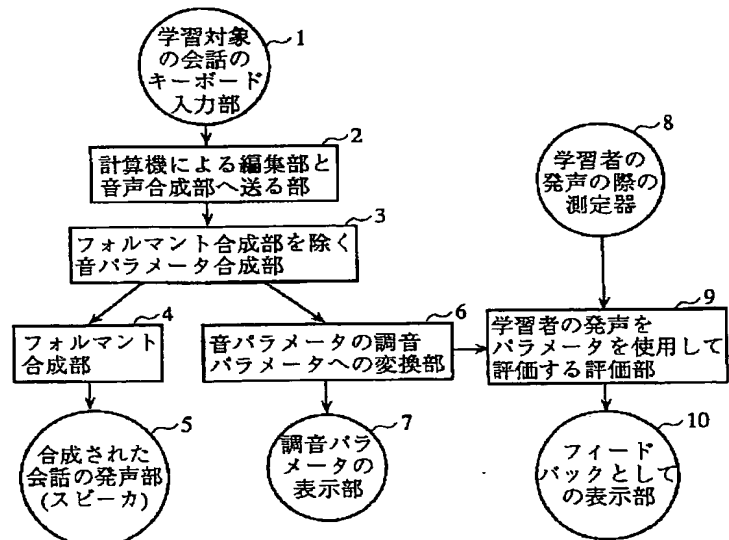 1
学習対象
の会話の
キーボード
入力部
2
計算機による編集部と
音声合成部へ送る部
3
フォルマント合成部を除く
音パラメータ合成部
4
フォルマント
合成部
5
合成された
会話の発声部
(スピーカ)
6
音パラメータの調音
パラメータへの変換部
7
調音パラ
メータの
表示部
8
学習者の
発声の際の
測定器
9
学習者の発声を
パラメータを使用して
評価する評価部
10
フィード
バックとして
の表示部